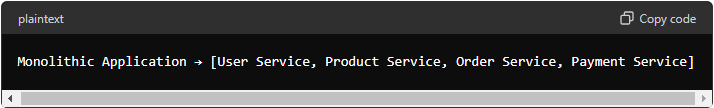 plaintext
Copy code
Monolithic Application → [User Service, Product Service, Order Service, Payment Service]